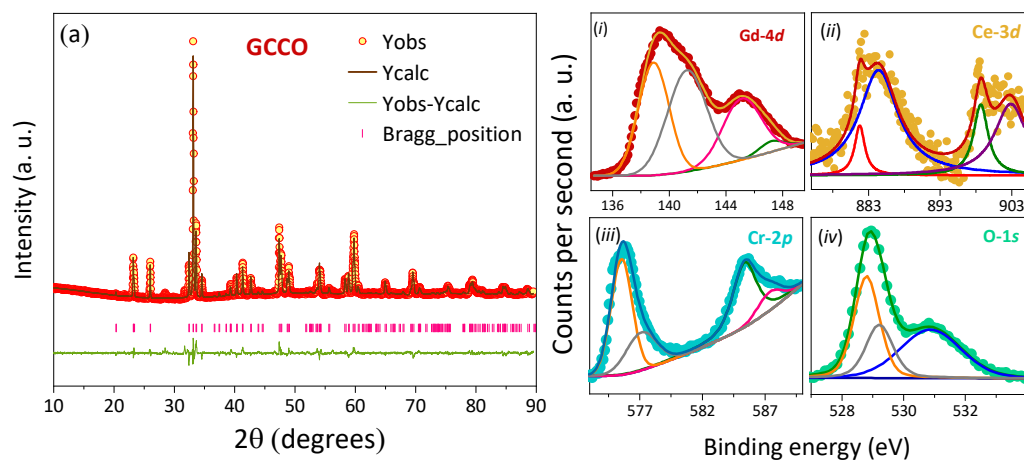 (a)
GCCO
Yobs
Ycalc
Yobs-Ycalc
Bragg_position
Intensity (a. u.)
10 20 30 40 50 60 70 80 90
2θ (degrees)
Counts per second (a. u.)
(i)
Gd-4d
136 140 144 148
(ii)
Ce-3d
883 893 903
(iii)
Cr-2p
577 582 587
(iv)
O-1s
528 530 532
Binding energy (eV)